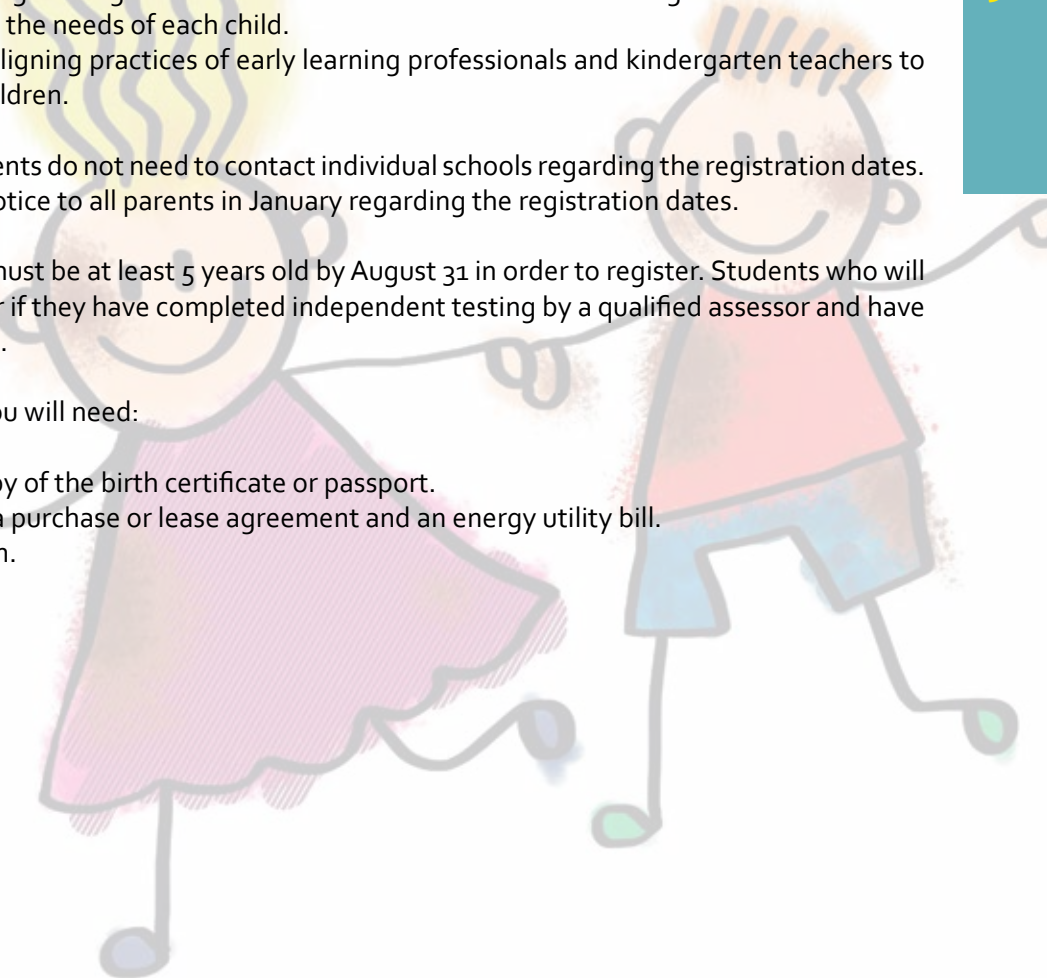 the needs of each child.
ligning practices of early learning professionals and kindergarten teachers to
ldren.
ents do not need to contact individual schools regarding the registration dates.
otice to all parents in January regarding the registration dates.
must be at least 5 years old by August 31 in order to register. Students who will
r if they have completed independent testing by a qualified assessor and have
.
ou will need:
py of the birth certificate or passport.
a purchase or lease agreement and an energy utility bill.
n.